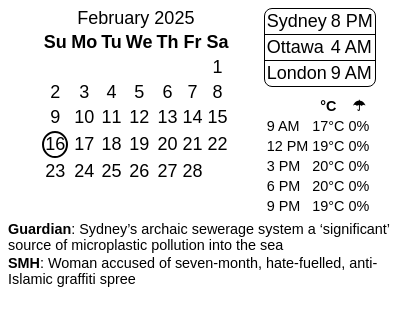 February 2025
Su Mo Tu We Th Fr Sa
1
2 3 4 5 6 7 8
9 10 11 12 13 14 15
16 17 18 19 20 21 22
23 24 25 26 27 28
Sydney 8 PM
Ottawa 4 AM
London 9 AM
°C ☂
9 AM 17°C 0%
12 PM 19°C 0%
3 PM 20°C 0%
6 PM 20°C 0%
9 PM 19°C 0%
Guardian: Sydney’s archaic sewerage system a ‘significant’
source of microplastic pollution into the sea
SMH: Woman accused of seven-month, hate-fuelled, anti-
Islamic graffiti spree